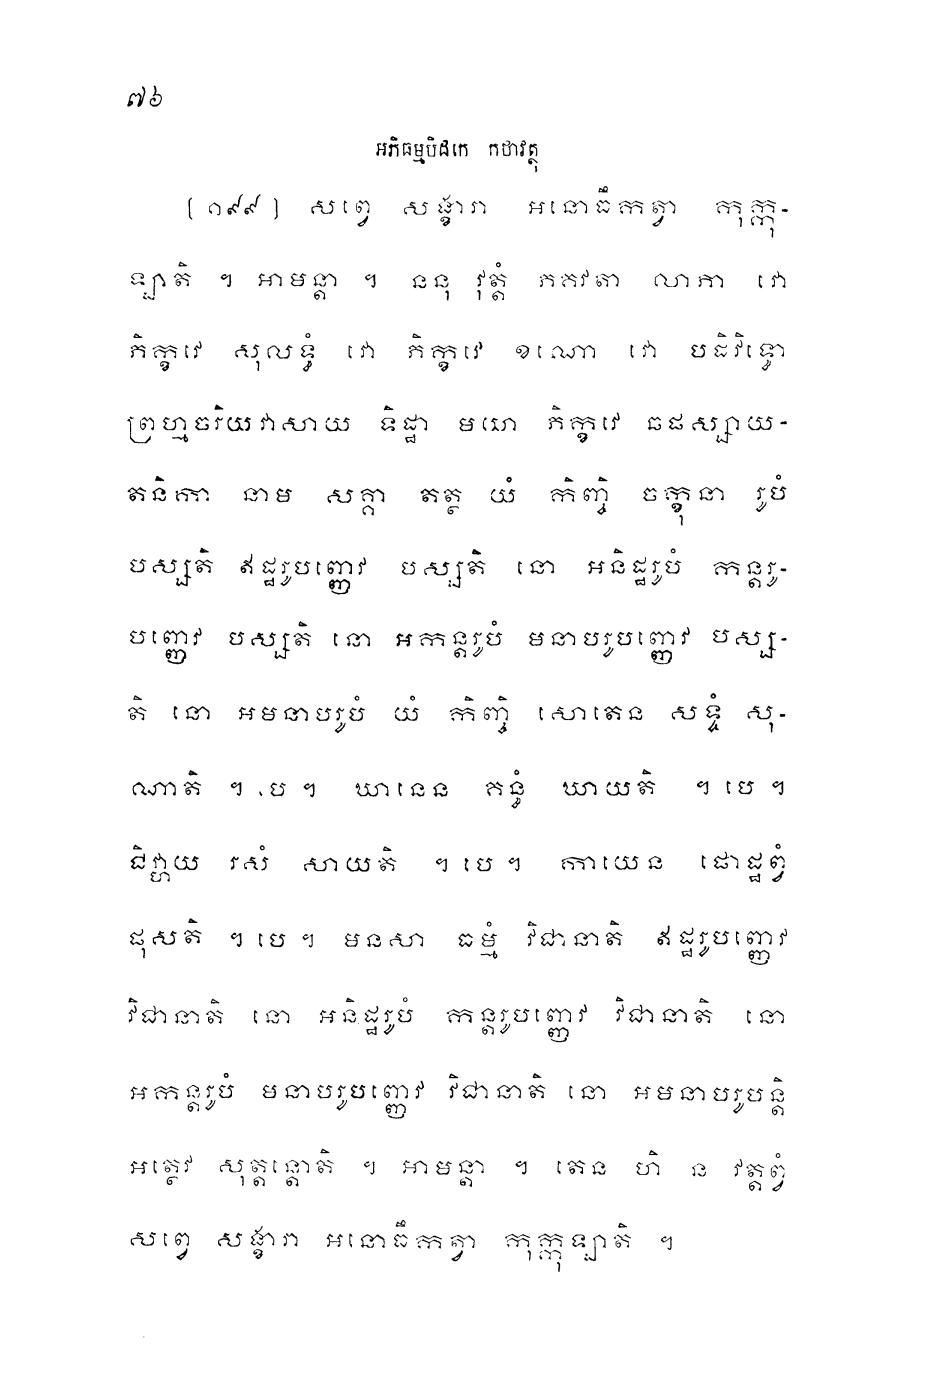 ៧៦
អភិធម្មបិដកេ កថាវត្ថុ
(១៩៩) សព្វេ សង្ខារា អនោធឹកត្វា កុក្កុ-
ឡាតិ ។ អាមន្តា ។ ននុ វុត្តំ ភគវតា លាភា វោ
ភិក្ខវេ សុលទ្ធំ វោ ភិក្ខវេ ខណោ វោ បដិវិទ្ធោ
ព្រហ្មចរិយវាសាយ ទិដ្ឋា មយា ភិក្ខវេ ឆផស្សាយ-
តនិកា នាម សគ្គា តត្ថ យំ កិញ្ចិ ចក្ខុនា រូបំ
បស្សតិ ឥដ្ឋរូបញ្ញេវ បស្សតិ នោ អនិដ្ឋរូបំ កន្តរូ-
បញ្ញេវ បស្សតិ នោ អកន្តរូបំ មនាបរូបញ្ញេវ បស្ស-
តិ នោ អមនាបរូបំ យំ កិញ្ចិ សោតេន សទ្ទំ សុ-
ណាតិ ។ បេ ។ ឃានេន គន្ធំ ឃាយតិ ។ បេ ។
ជិវ្ហាយ រសំ សាយតិ ។ បេ ។ កាយេន ផោដ្ឋព្វំ
ផុសតិ ។ បេ ។ មនសា ធម្មំ វិជានាតិ ឥដ្ឋរូបញ្ញេវ
វិជានាតិ នោ អនិដ្ឋរូបំ កន្តរូបញ្ញេវ វិជានាតិ នោ
អកន្តរូបំ មនាបរូបញ្ញេវ វិជានាតិ នោ អមនាបរូបន្តិ
អត្ថេវ សុត្តន្តោតិ ។ អាមន្តា ។ តេន ហិ ន វត្តព្វំ
សព្វេ សង្ខារា អនោធឹកត្វា កុក្កុឡាតិ ។